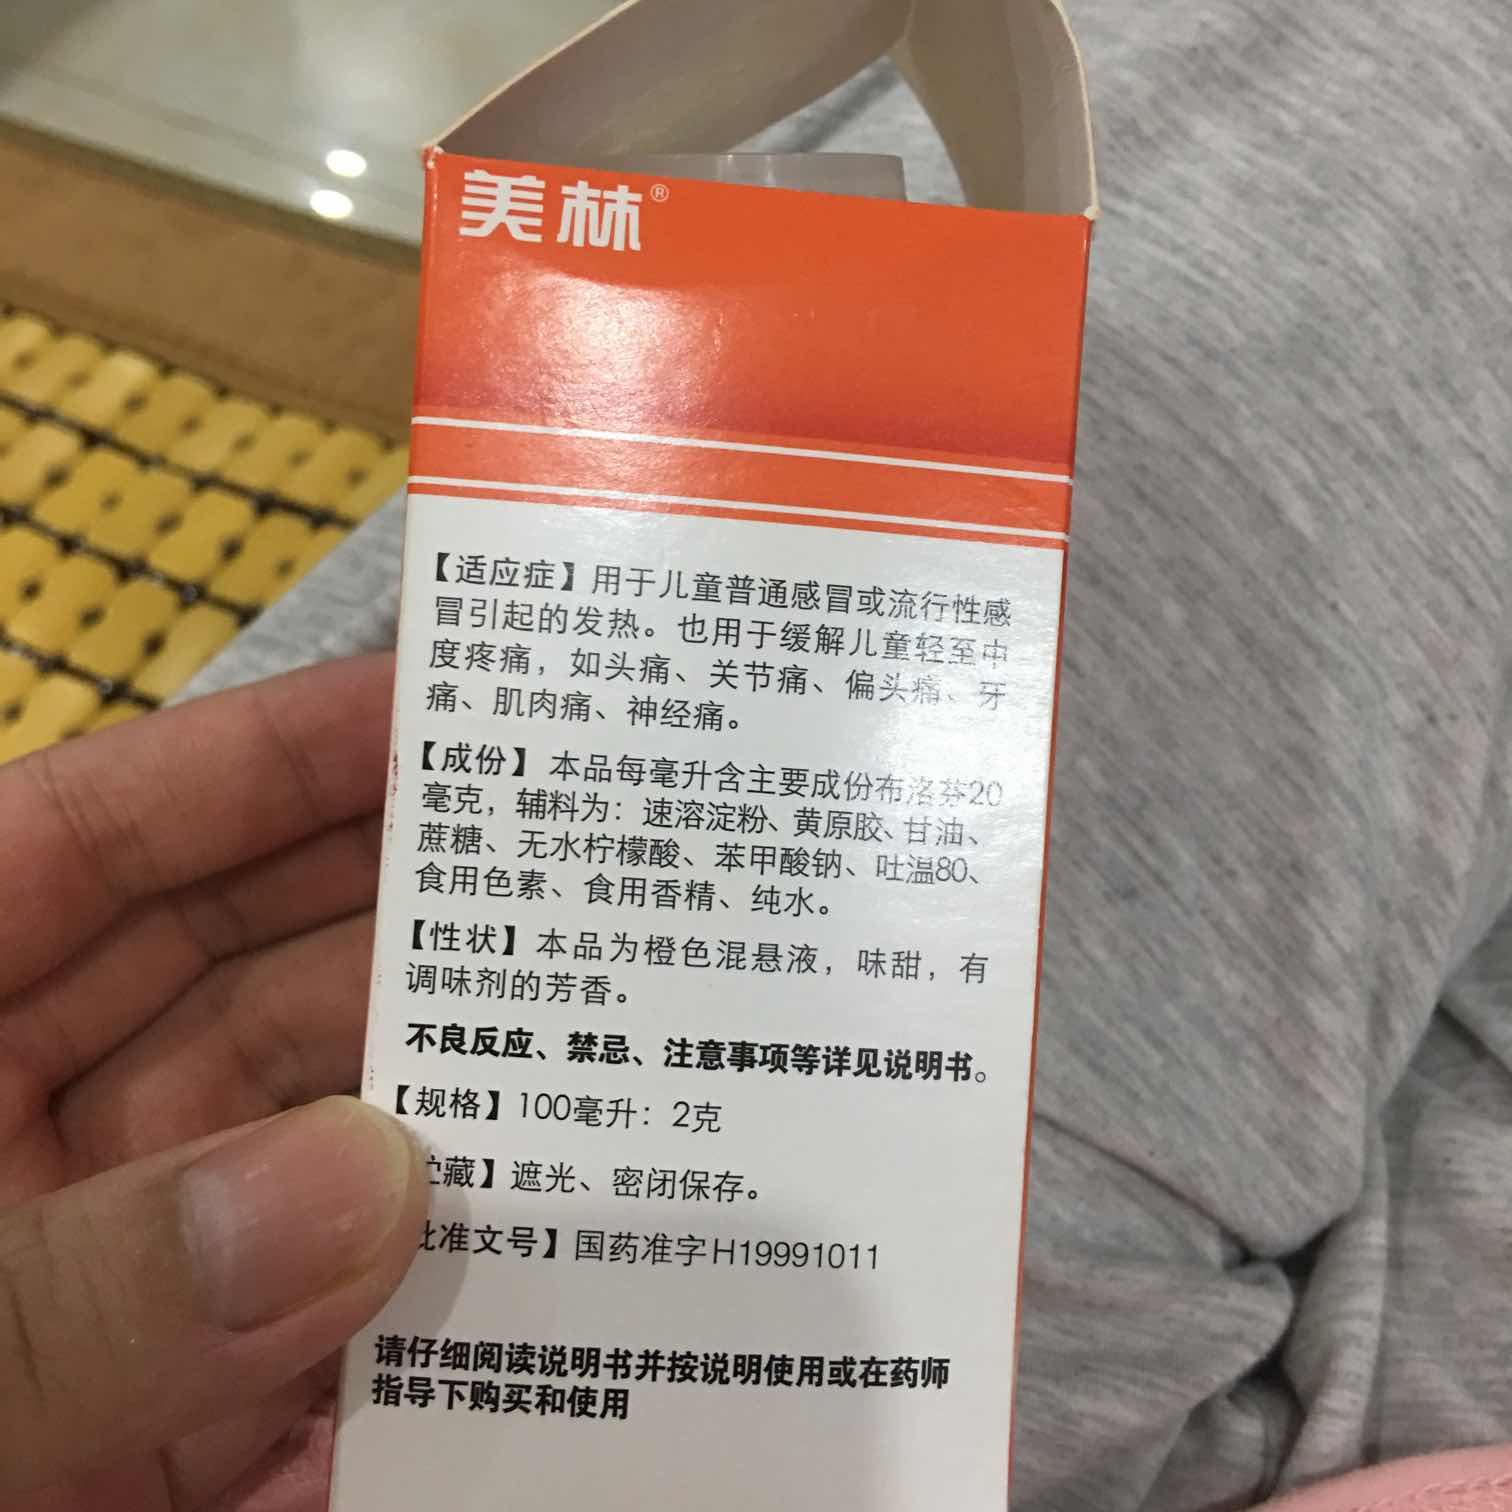 美林®
【适应症】用于儿童普通感冒或流行性感
冒引起的发热。也用于缓解儿童轻至中
度疼痛，如头痛、关节痛、偏头痛、牙
痛、肌肉痛、神经痛。
【成份】本品每毫升含主要成份布洛芬20
毫克，辅料为：速溶淀粉、黄原胶、甘油、
蔗糖、无水柠檬酸、苯甲酸钠、吐温80、
食用色素、食用香精、纯水。
【性状】本品为橙色混悬液，味甜，有
调味剂的芳香。
不良反应、禁忌、注意事项等详见说明书。
【规格】100毫升：2克
贮藏】遮光、密闭保存。
批准文号】国药准字H19991011
请仔细阅读说明书并按说明使用或在药师
指导下购买和使用